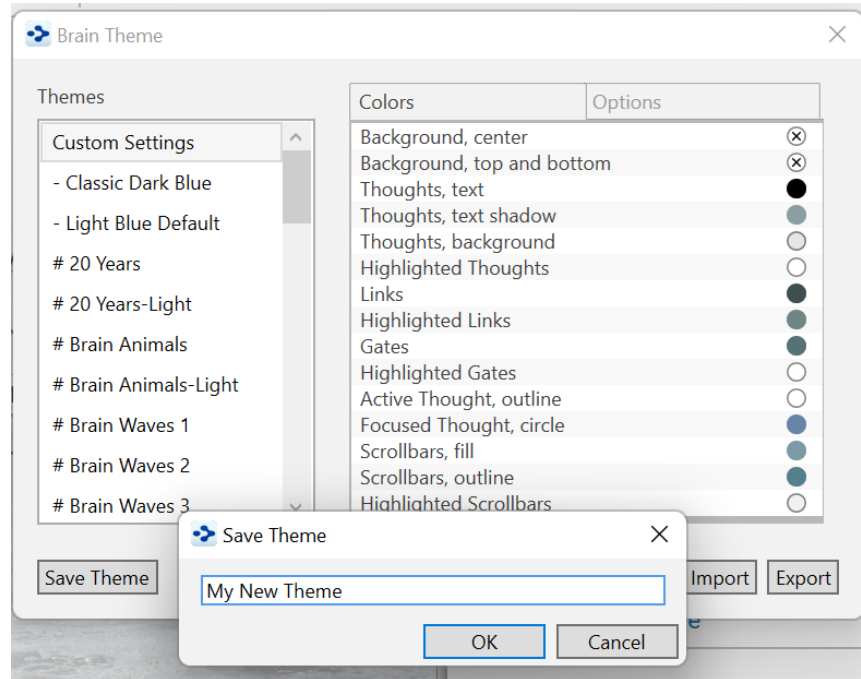 Brain Theme
Themes
Custom Settings
- Classic Dark Blue
- Light Blue Default
# 20 Years
# 20 Years-Light
# Brain Animals
# Brain Animals-Light
# Brain Waves 1
# Brain Waves 2
# Brain Waves 3
Colors
Options
Background, center
Background, top and bottom
Thoughts, text
Thoughts, text shadow
Thoughts, background
Highlighted Thoughts
Links
Highlighted Links
Gates
Highlighted Gates
Active Thought, outline
Focused Thought, circle
Scrollbars, fill
Scrollbars, outline
Highlighted Scrollbars
Save Theme
Import
Export
Save Theme
My New Theme
OK
Cancel